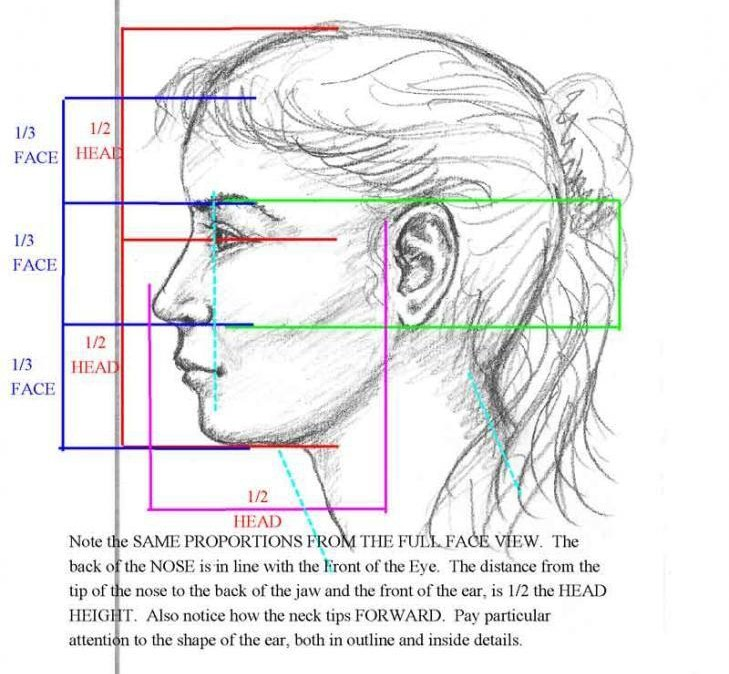 1/3
FACE
1/2
HEAD
1/3
FACE
1/2
HEAD
1/3
FACE
1/2
HEAD
Note the SAME PROPORTIONS FROM THE FULL FACE VIEW. The
back of the NOSE is in line with the Front of the Eye. The distance from the
tip of the nose to the back of the jaw and the front of the ear, is 1/2 the HEAD
HEIGHT. Also notice how the neck tips FORWARD. Pay particular
attention to the shape of the ear, both in outline and inside details.